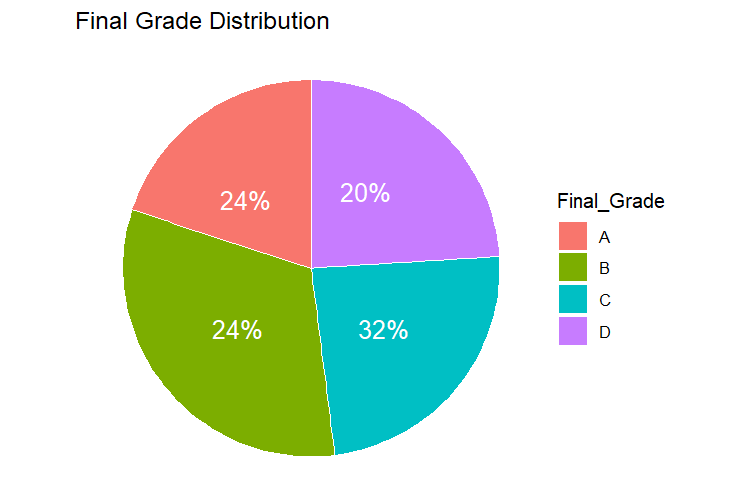 Final Grade Distribution
24%
20%
24%
32%
Final_Grade
A
B
C
D